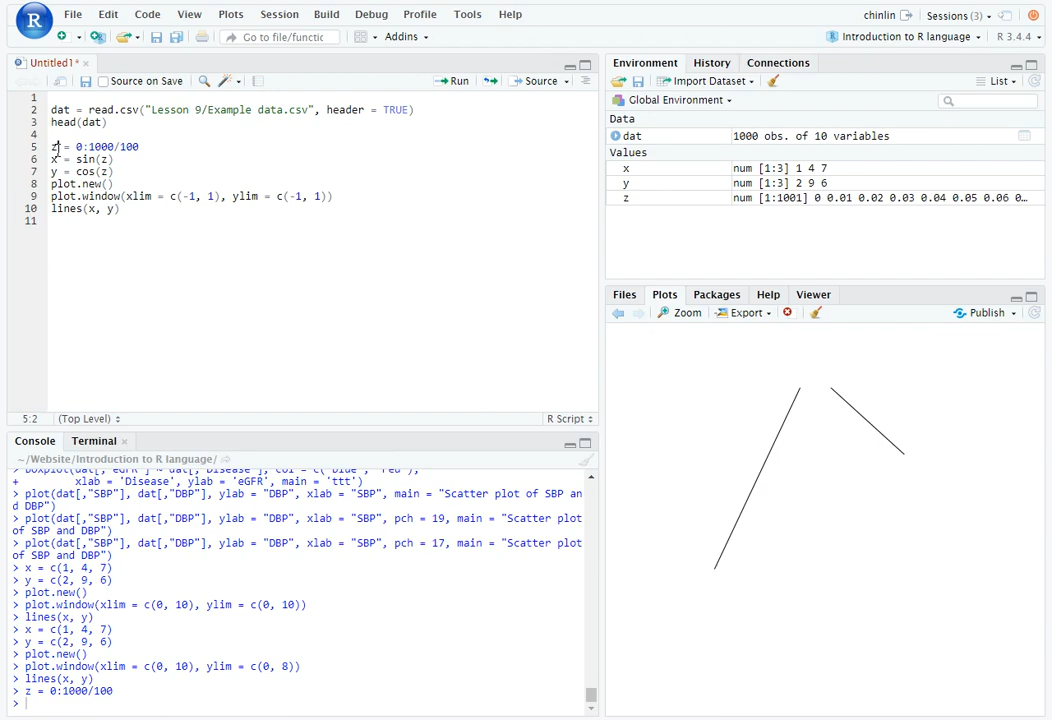 R File Edit Code View Plots Session Build Debug Profile Tools Help chinlin Sessions (3)
Go to file/functic Addins Introduction to R language R 3.4.4
Untitled1*
Source on Save Run Source
1
2 dat = read.csv("Lesson 9/Example data.csv", header = TRUE)
3 head(dat)
4
5 z = 0:1000/100
6 x = sin(z)
7 y = cos(z)
8 plot.new()
9 plot.window(xlim = c(-1, 1), ylim = c(-1, 1))
10 lines(x, y)
11
5:2 (Top Level) R Script
Console Terminal
~/Website/Introduction to R language/
> boxplot(dat[,"eGFR"] ~ dat[,"Disease"], col = c("blue", "red"),
+ xlab = 'Disease', ylab = 'eGFR', main = 'ttt')
> plot(dat[,"SBP"], dat[,"DBP"], ylab = "DBP", xlab = "SBP", main = "Scatter plot of SBP an
d DBP")
> plot(dat[,"SBP"], dat[,"DBP"], ylab = "DBP", xlab = "SBP", pch = 19, main = "Scatter plot
of SBP and DBP")
> plot(dat[,"SBP"], dat[,"DBP"], ylab = "DBP", xlab = "SBP", pch = 17, main = "Scatter plot
of SBP and DBP")
> x = c(1, 4, 7)
> y = c(2, 9, 6)
> plot.new()
> plot.window(xlim = c(0, 10), ylim = c(0, 10))
> lines(x, y)
> x = c(1, 4, 7)
> y = c(2, 9, 6)
> plot.new()
> plot.window(xlim = c(0, 10), ylim = c(0, 8))
> lines(x, y)
> z = 0:1000/100
>
Environment History Connections
Import Dataset List
Global Environment
Data
dat 1000 obs. of 10 variables
Values
x num [1:3] 1 4 7
y num [1:3] 2 9 6
z num [1:1001] 0 0.01 0.02 0.03 0.04 0.05 0.06 0…
Files Plots Packages Help Viewer
Zoom Export Publish